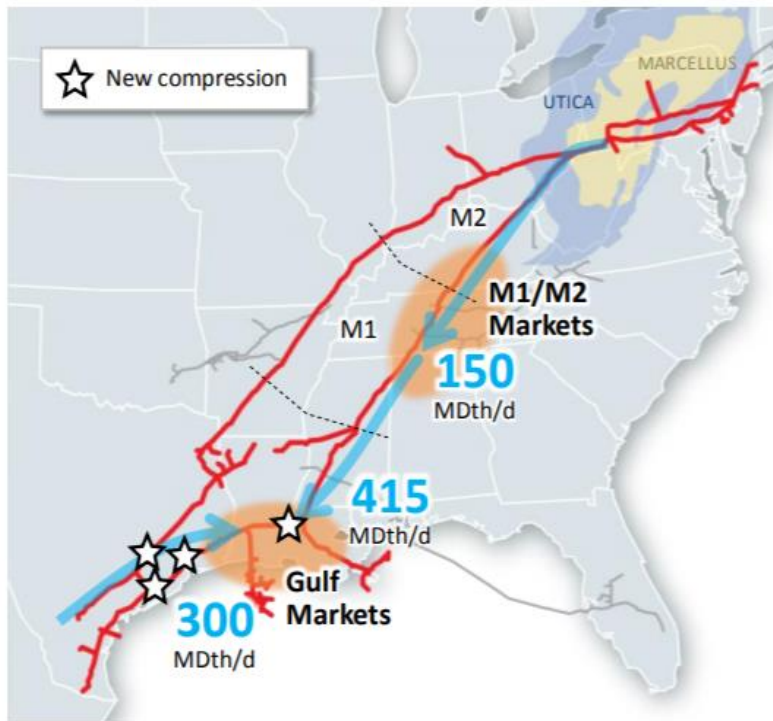 New compression
MARCELLUS
UTICA
M2
M1/M2
Markets
M1
150
MDth/d
415
MDth/d
Gulf
Markets
300
MDth/d